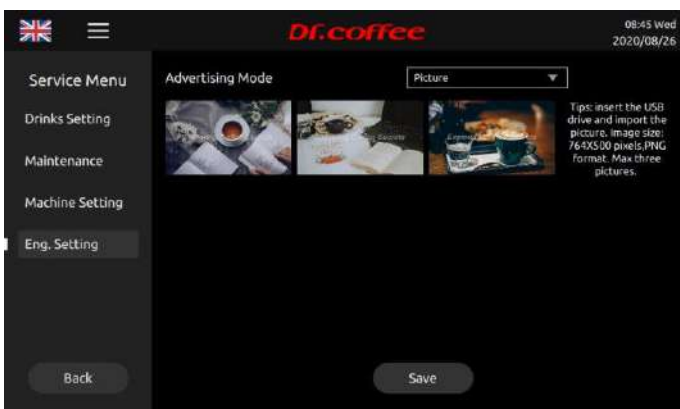 Dr.coffee
08:45 Wed
2020/08/26
Service Menu
Drinks Setting
Maintenance
Machine Setting
Eng. Setting
Back
Advertising Mode
Picture
Tips: insert the USB
drive and import the
picture. Image size:
764X500 pixels,PNG
format. Max three
pictures.
Save